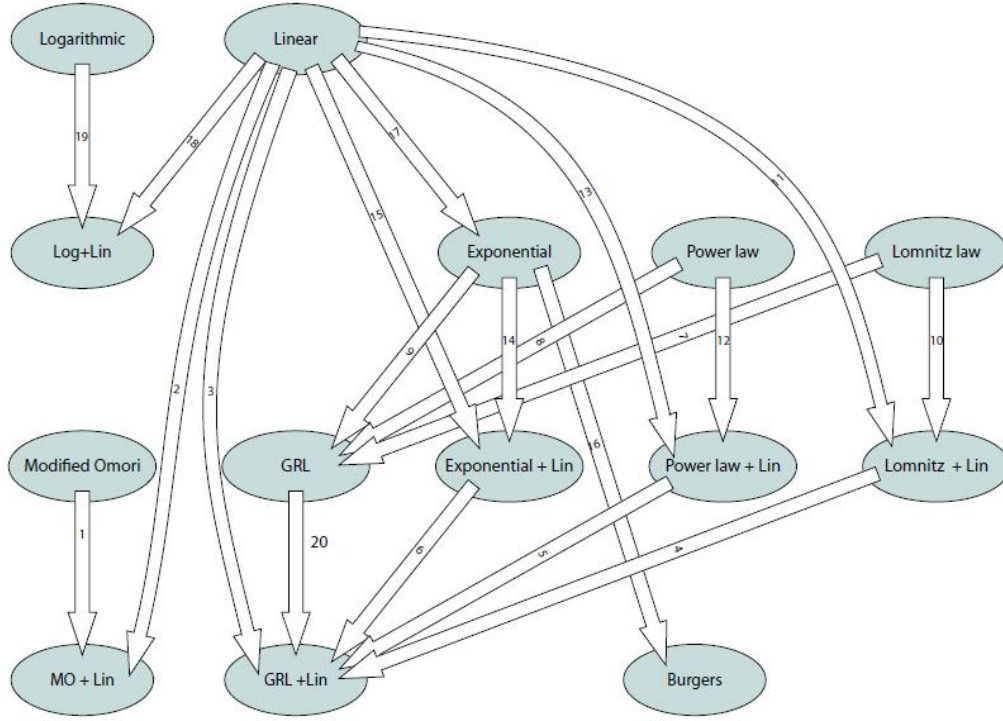 Logarithmic
Linear
19
18
17
13
11
15
Log+Lin
Exponential
Power law
Lomnitz law
9
14
8
7
12
10
2
3
16
Modified Omori
GRL
Exponential + Lin
Power law + Lin
Lomnitz + Lin
1
20
6
5
4
MO + Lin
GRL +Lin
Burgers